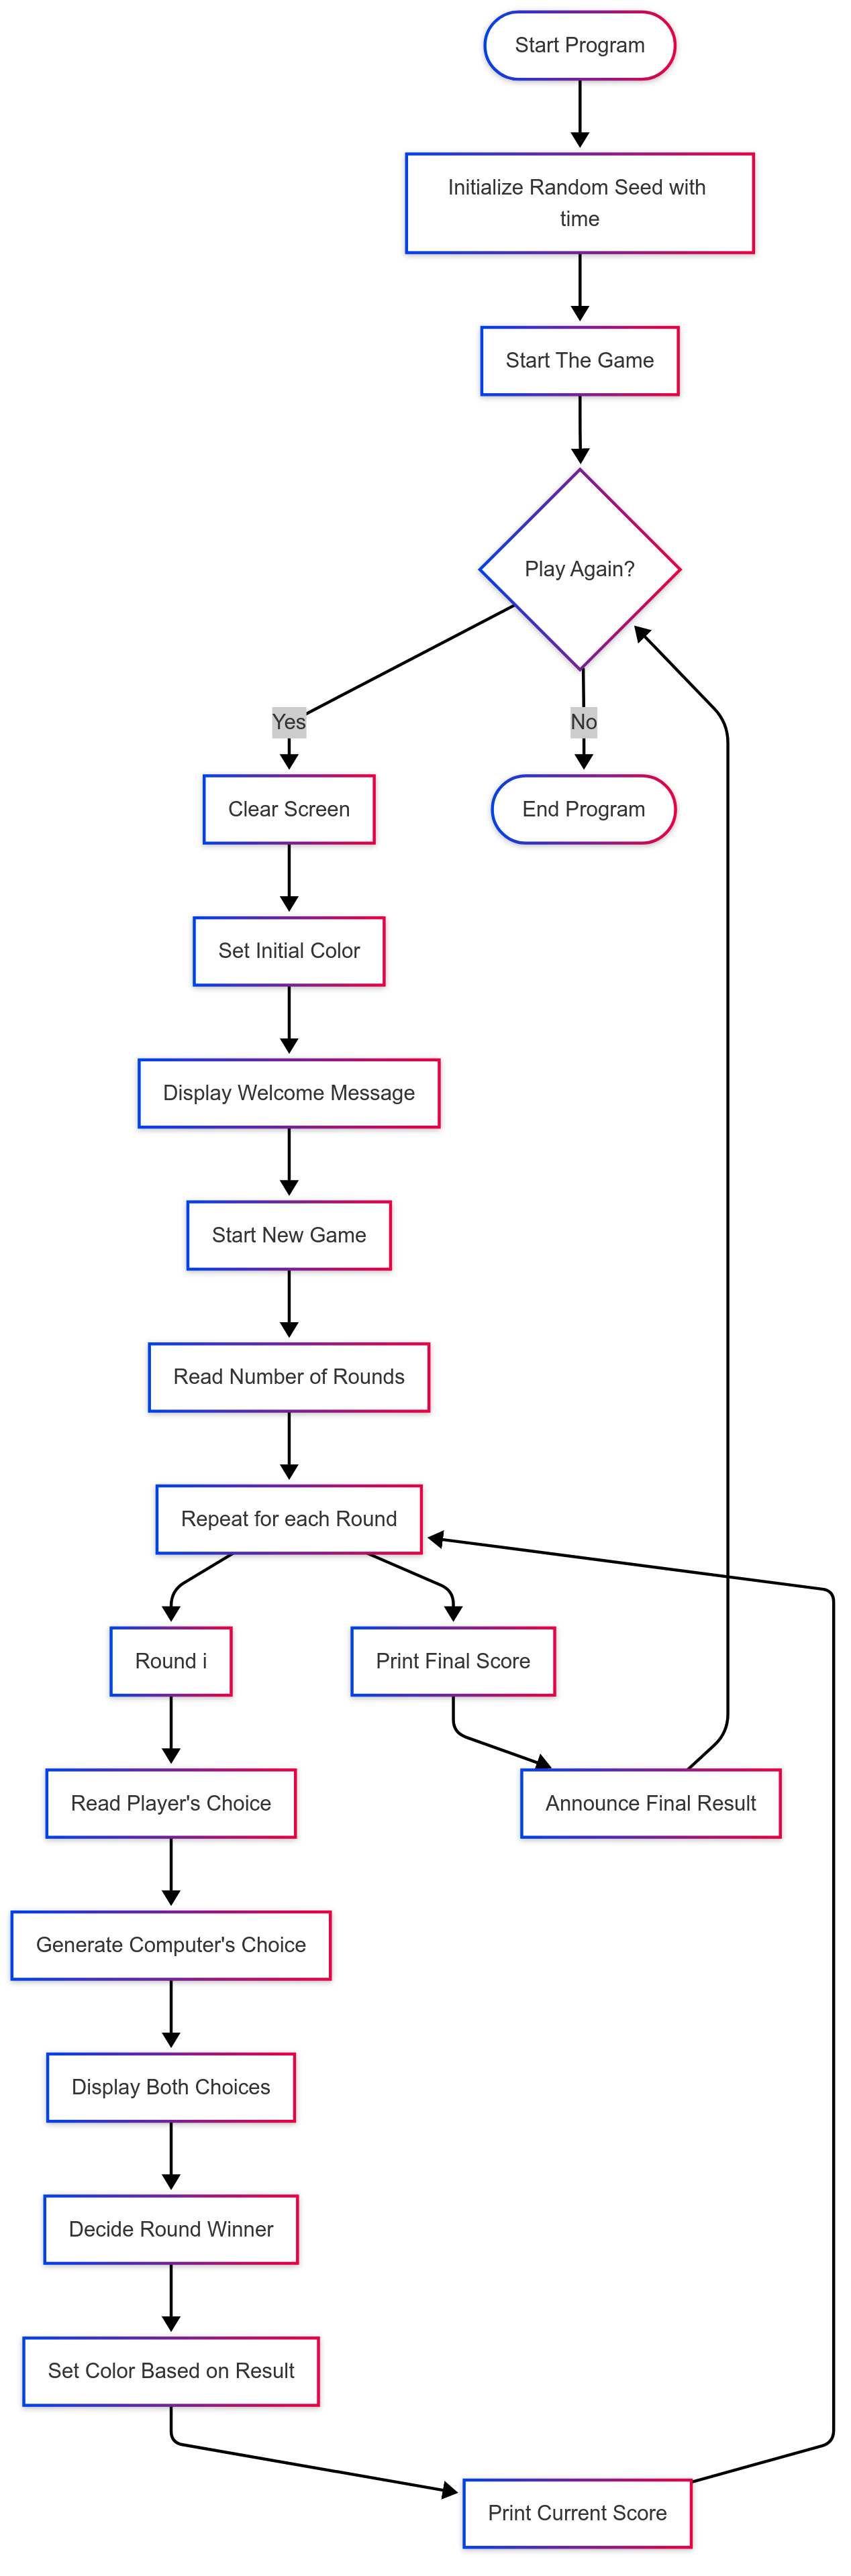 Start Program
Initialize Random Seed with
time
Start The Game
Play Again?
Yes
No
Clear Screen
End Program
Set Initial Color
Display Welcome Message
Start New Game
Read Number of Rounds
Repeat for each Round
Round i
Print Final Score
Read Player's Choice
Announce Final Result
Generate Computer's Choice
Display Both Choices
Decide Round Winner
Set Color Based on Result
Print Current Score